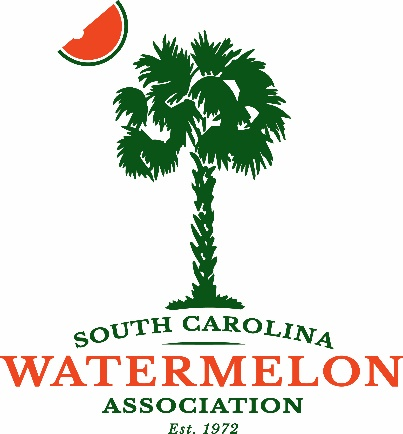 SOUTH CAROLINA
WATERMELON
ASSOCIATION
Est. 1972